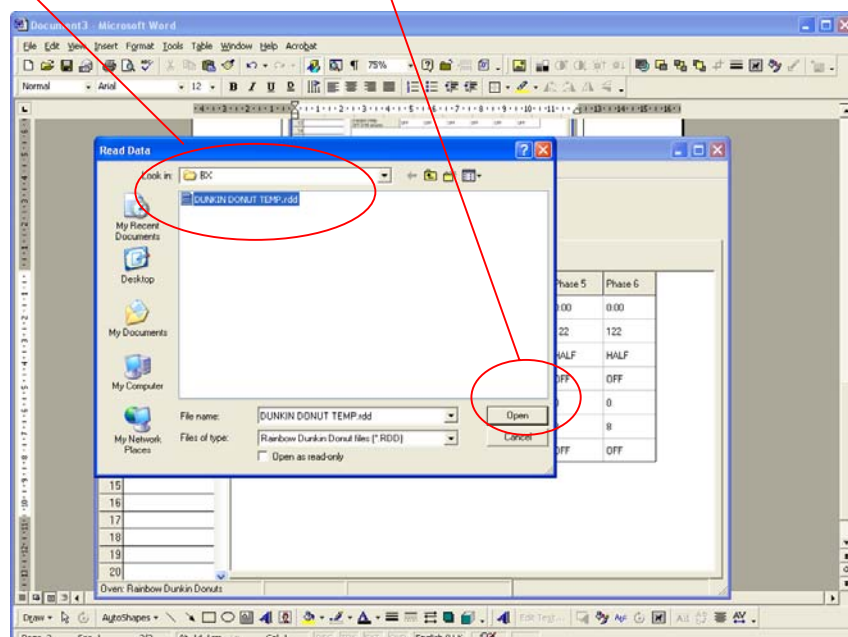 Document3 - Microsoft Word
File Edit View Insert Format Tools Table Window Help Acrobat
75%
Normal Arial 12 B I U
Read Data
Look in: BX
DUNKIN DONUT TEMP.rdd
My Recent Documents
Desktop
My Documents
My Computer
My Network Places
File name: DUNKIN DONUT TEMP.rdd Open
Files of type: Rainbow Dunkin Donut files (*.RDD) Cancel
Open as read-only
Phase 5 Phase 6
0:00 0:00
122
HALF HALF
OFF OFF
0
8
OFF OFF
15
16
17
18
19
20
Oven: Rainbow Dunkin Donuts
Draw AutoShapes Edit Text...